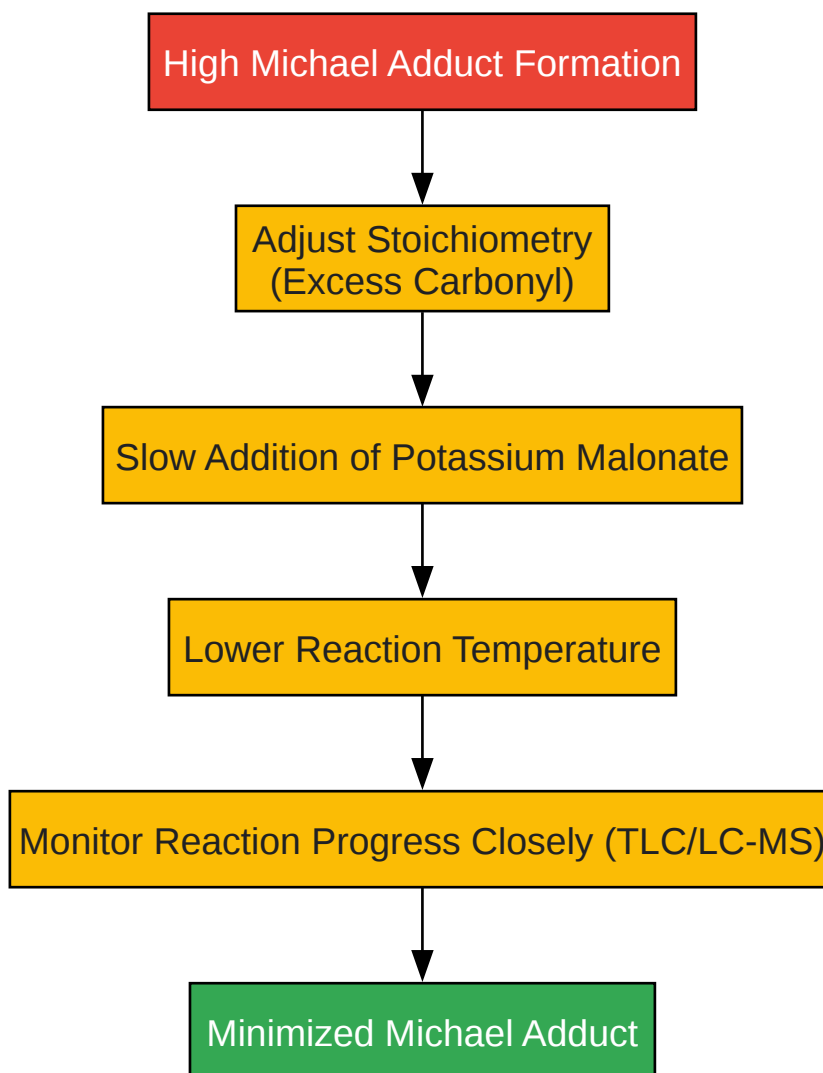 High Michael Adduct Formation
Adjust Stoichiometry
(Excess Carbonyl)
Slow Addition of Potassium Malonate
Lower Reaction Temperature
Monitor Reaction Progress Closely (TLC/LC-MS)
Minimized Michael Adduct